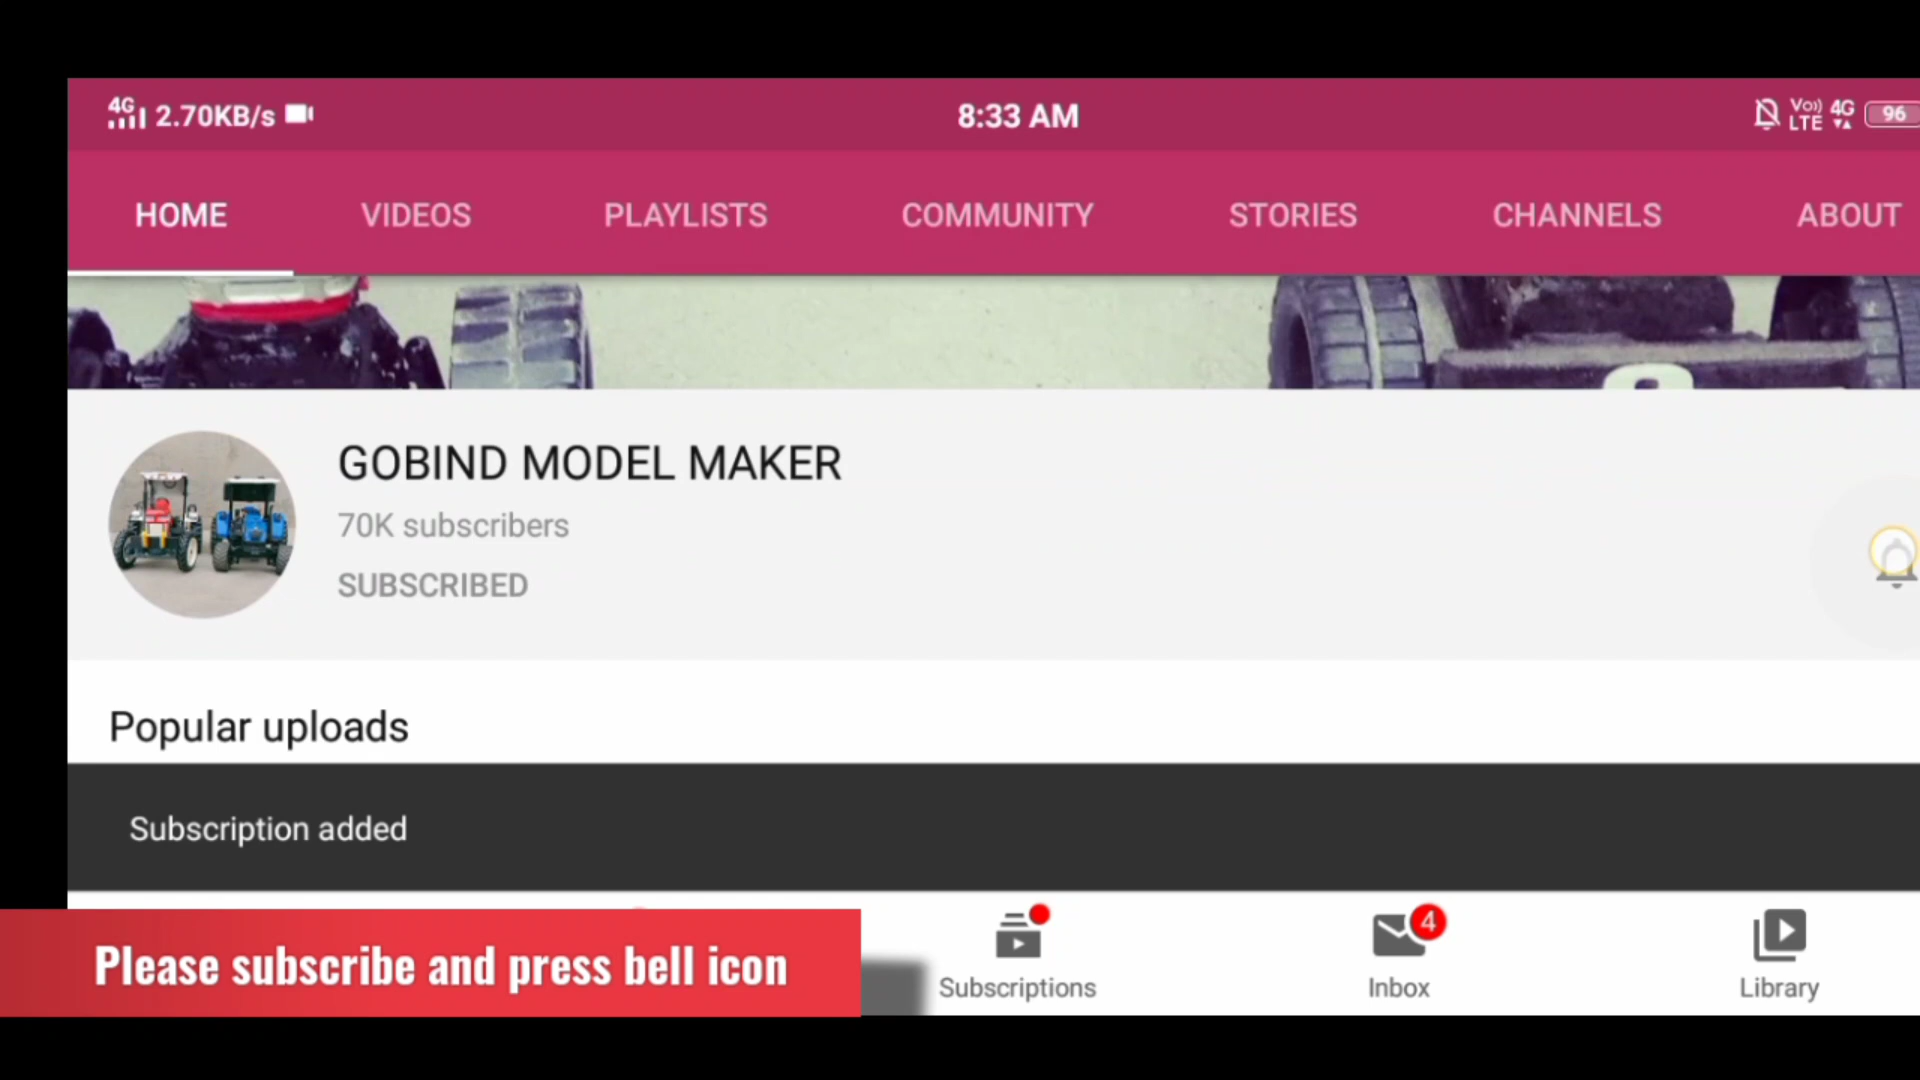 4G 2.70KB/s
8:33 AM
Vo)) LTE 4G 96
HOME VIDEOS PLAYLISTS COMMUNITY STORIES CHANNELS ABOUT
GOBIND MODEL MAKER
70K subscribers
SUBSCRIBED
Popular uploads
Subscription added
Please subscribe and press bell icon
Subscriptions
4
Inbox
Library